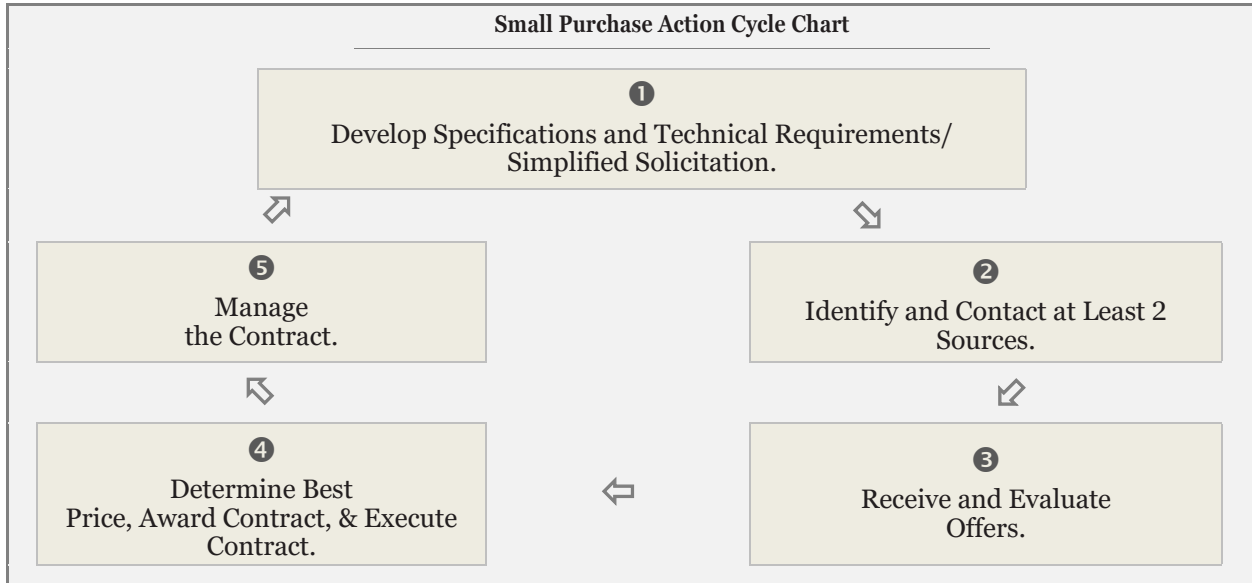 Small Purchase Action Cycle Chart
❶
Develop Specifications and Technical Requirements/
Simplified Solicitation.
❷
Identify and Contact at Least 2
Sources.
❸
Receive and Evaluate
Offers.
❹
Determine Best
Price, Award Contract, & Execute
Contract.
❺
Manage
the Contract.